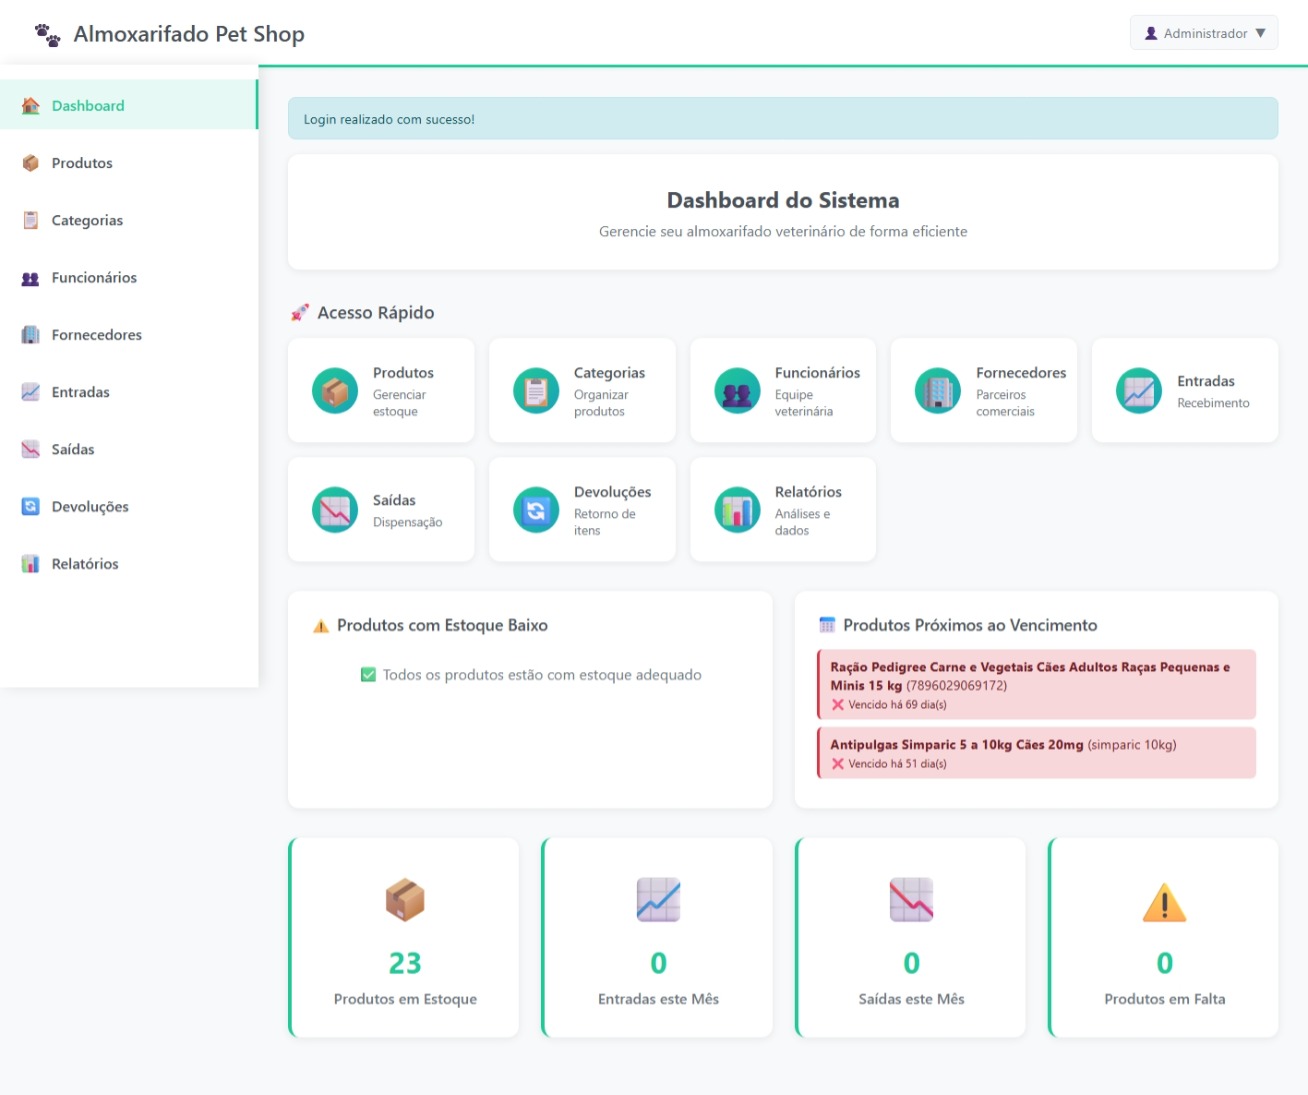 Almoxarifado Pet Shop
Administrador ▼
Dashboard
Produtos
Categorias
Funcionários
Fornecedores
Entradas
Saídas
Devoluções
Relatórios
Login realizado com sucesso!
Dashboard do Sistema
Gerencie seu almoxarifado veterinário de forma eficiente
Acesso Rápido
Produtos
Gerenciar
estoque
Categorias
Organizar
produtos
Funcionários
Equipe
veterinária
Fornecedores
Parceiros
comerciais
Entradas
Recebimento
Saídas
Dispensação
Devoluções
Retorno de
itens
Relatórios
Análises e
dados
Produtos com Estoque Baixo
Todos os produtos estão com estoque adequado
Produtos Próximos ao Vencimento
Ração Pedigree Carne e Vegetais Cães Adultos Raças Pequenas e
Minis 15 kg (7896029069172)
Vencido há 69 dia(s)
Antipulgas Simparic 5 a 10kg Cães 20mg (simparic 10kg)
Vencido há 51 dia(s)
23
Produtos em Estoque
0
Entradas este Mês
0
Saídas este Mês
0
Produtos em Falta